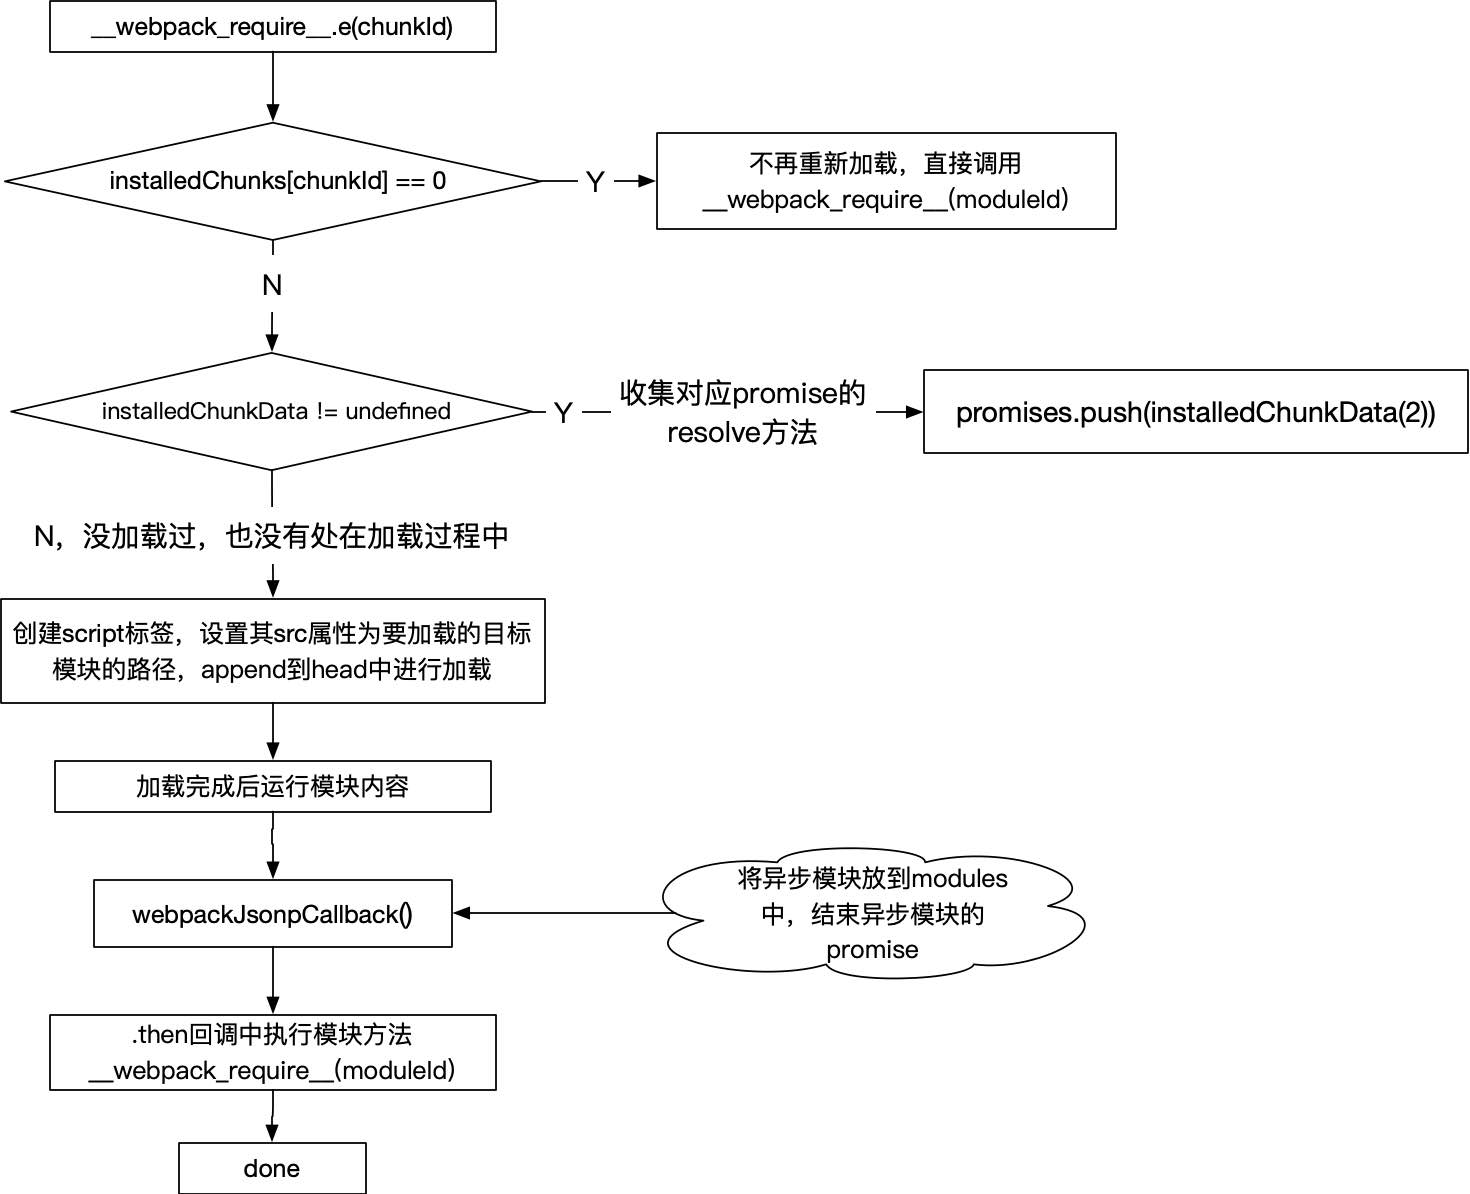 __webpack_require__.e(chunkId)
installedChunks[chunkId] == 0
Y
不再重新加载，直接调用
__webpack_require__(moduleId)
N
installedChunkData != undefined
Y
收集对应promise的
resolve方法
promises.push(installedChunkData(2))
N，没加载过，也没有处在加载过程中
创建script标签，设置其src属性为要加载的目标
模块的路径，append到head中进行加载
加载完成后运行模块内容
webpackJsonpCallback()
将异步模块放到modules
中，结束异步模块的
promise
.then回调中执行模块方法
__webpack_require__(moduleId)
done